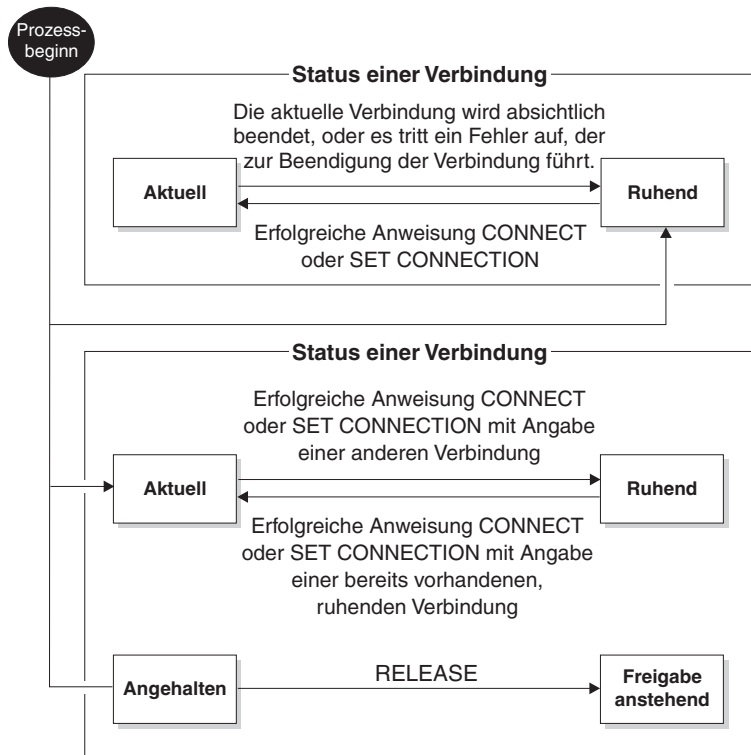 Prozess-
beginn
Status einer Verbindung
Die aktuelle Verbindung wird absichtlich
beendet, oder es tritt ein Fehler auf, der
zur Beendigung der Verbindung führt.
Aktuell
Ruhend
Erfolgreiche Anweisung CONNECT
oder SET CONNECTION
Status einer Verbindung
Erfolgreiche Anweisung CONNECT
oder SET CONNECTION mit Angabe
einer anderen Verbindung
Aktuell
Ruhend
Erfolgreiche Anweisung CONNECT
oder SET CONNECTION mit Angabe
einer bereits vorhandenen,
ruhenden Verbindung
Angehalten
RELEASE
Freigabe
anstehend